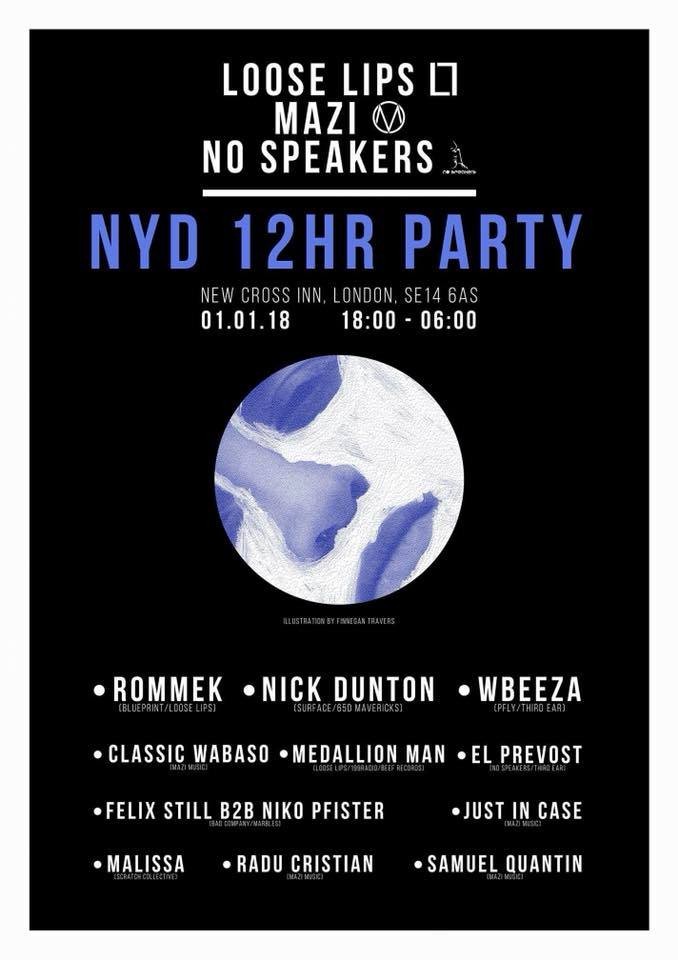 LOOSE LIPS
MAZI
NO SPEAKERS
NO SPEAKERS
NYD 12HR PARTY
NEW CROSS INN, LONDON, SE14 6AS
01.01.18 18:00 - 06:00
ILLUSTRATION BY FINNEGAN TRAVERS
•ROMMEK •NICK DUNTON •WBEEZA
(BLUEPRINT/LOOSE LIPS) (SURFACE/65D MAVERICKS) (PFLY/THIRD EAR)
•CLASSIC WABASO •MEDALLION MAN •EL PREVOST
(MAZI MUSIC) (LOOSE LIPS/199RADIO/BEEF RECORDS) (NO SPEAKERS/THIRD EAR)
•FELIX STILL B2B NIKO PFISTER •JUST IN CASE
(BAD COMPANY/MARBLES) (MAZI MUSIC)
•MALISSA •RADU CRISTIAN •SAMUEL QUANTIN
(SCRATCH COLLECTIVE) (MAZI MUSIC) (MAZI MUSIC)